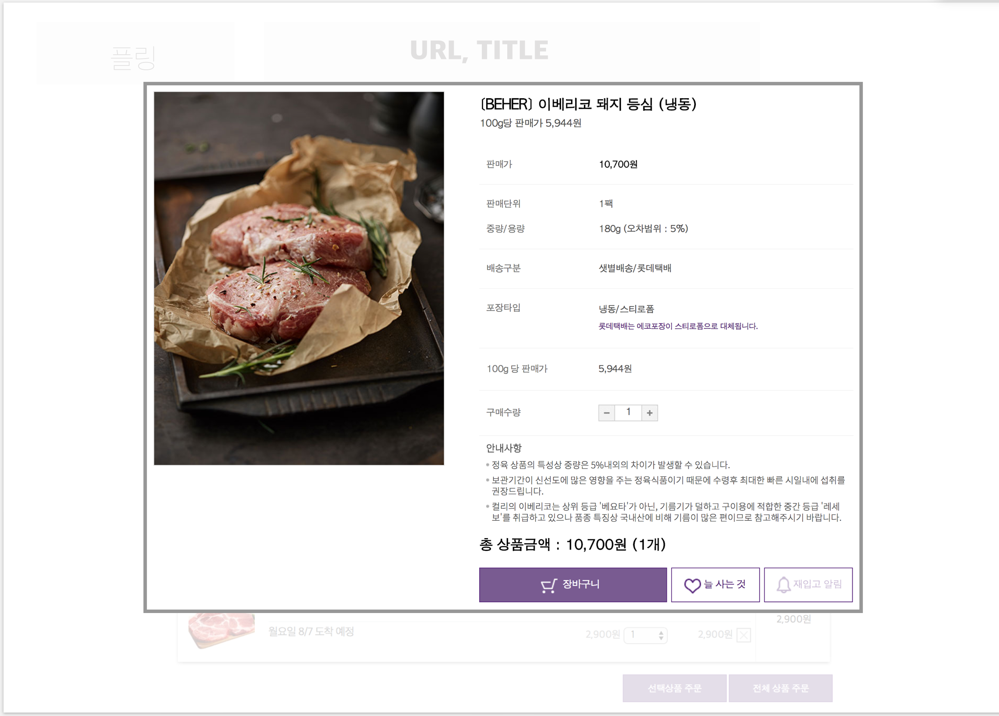 플링
URL, TITLE
[BEHER] 이베리코 돼지 등심 (냉동)
100g당 판매가 5,944원
판매가 10,700원
판매단위 1팩
중량/용량 180g (오차범위 : 5%)
배송구분 샛별배송/롯데택배
포장타입 냉동/스티로폼
롯데택배는 에코포장이 스티로폼으로 대체됩니다.
100g 당 판매가 5,944원
구매수량 − 1 +
안내사항
• 정육 상품의 특성상 중량은 5%내외의 차이가 발생할 수 있습니다.
• 보관기간이 신선도에 많은 영향을 주는 정육식품이기 때문에 수령후 최대한 빠른 시일내에 섭취를
권장드립니다.
• 컬리의 이베리코는 상위 등급 '베요타'가 아닌, 기름기가 덜하고 구이용에 적합한 중간 등급 '레세
보'를 취급하고 있으나 품종 특징상 국내산에 비해 기름이 많은 편이므로 참고해주시기 바랍니다.
총 상품금액 : 10,700원 (1개)
장바구니 늘 사는 것 재입고 알림
2,900원
월요일 8/7 도착 예정 2,900원 1 2,900원
선택상품 주문 전체 상품 주문